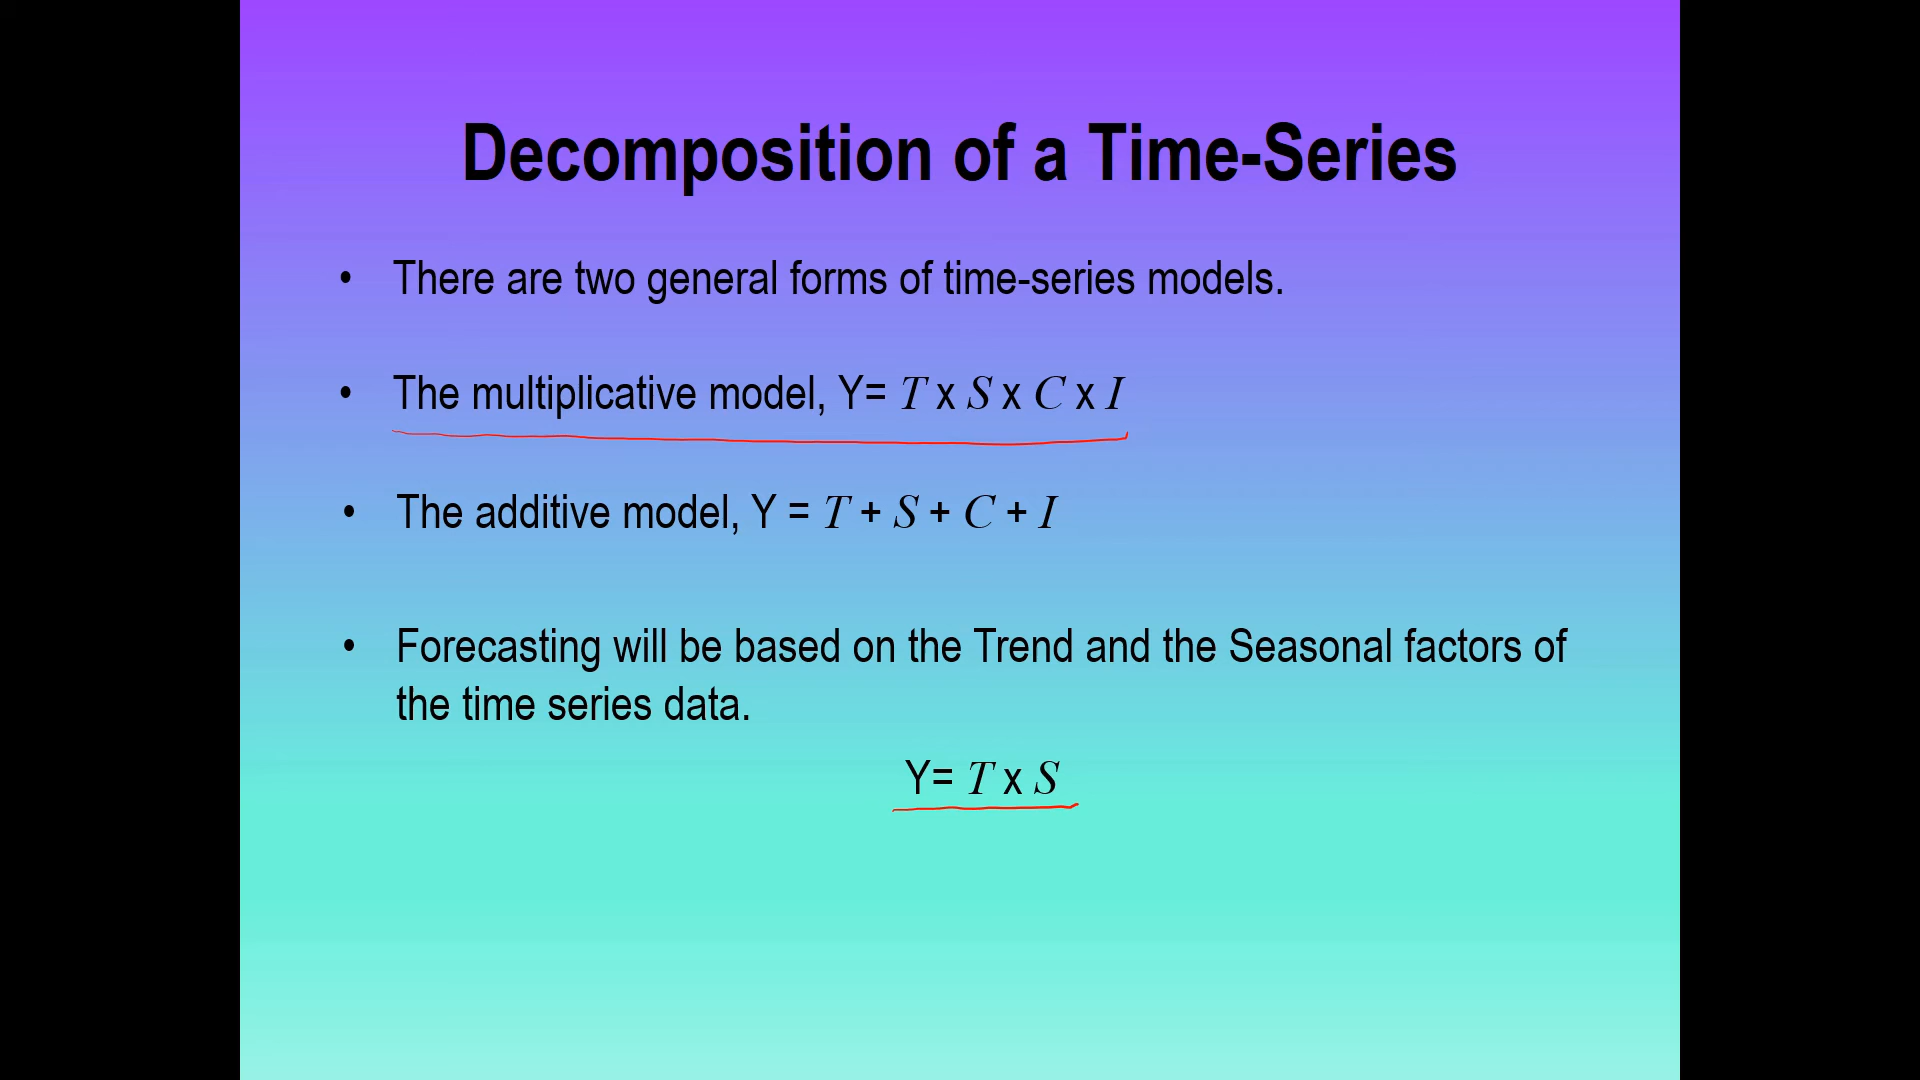 Decomposition of a Time-Series
• There are two general forms of time-series models.
• The multiplicative model, Y= T x S x C x I
• The additive model, Y = T + S + C + I
• Forecasting will be based on the Trend and the Seasonal factors of
the time series data.
Y= T x S